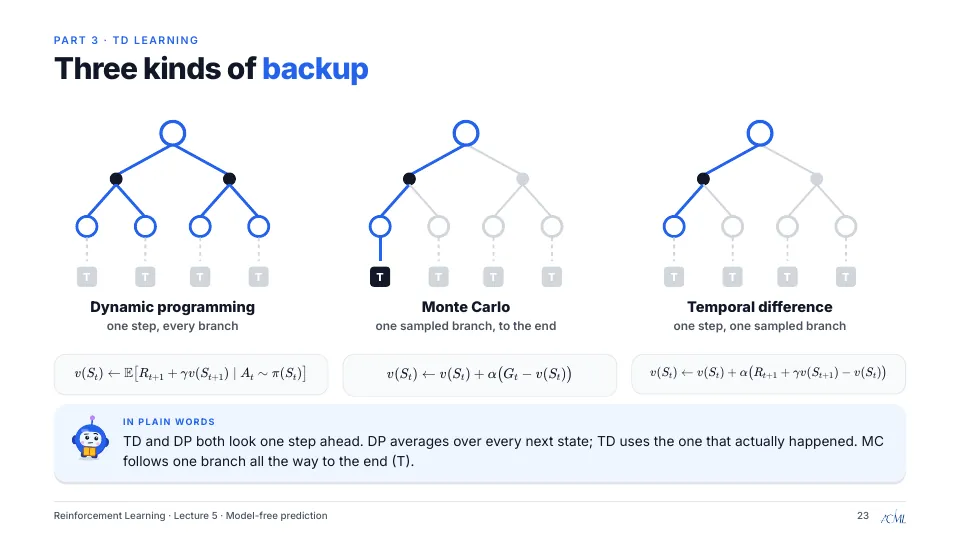 PART 3 · TD LEARNING
Three kinds of backup
T T T T
T T T T
T T T T
Dynamic programming
one step, every branch
Monte Carlo
one sampled branch, to the end
Temporal difference
one step, one sampled branch
v(S_t) ← 𝔼[R_{t+1} + γv(S_{t+1}) | A_t ∼ π(S_t)]
v(S_t) ← v(S_t) + α(G_t − v(S_t))
v(S_t) ← v(S_t) + α(R_{t+1} + γv(S_{t+1}) − v(S_t))
IN PLAIN WORDS
TD and DP both look one step ahead. DP averages over every next state; TD uses the one that actually happened. MC
follows one branch all the way to the end (T).
Reinforcement Learning · Lecture 5 · Model-free prediction
23
ACML